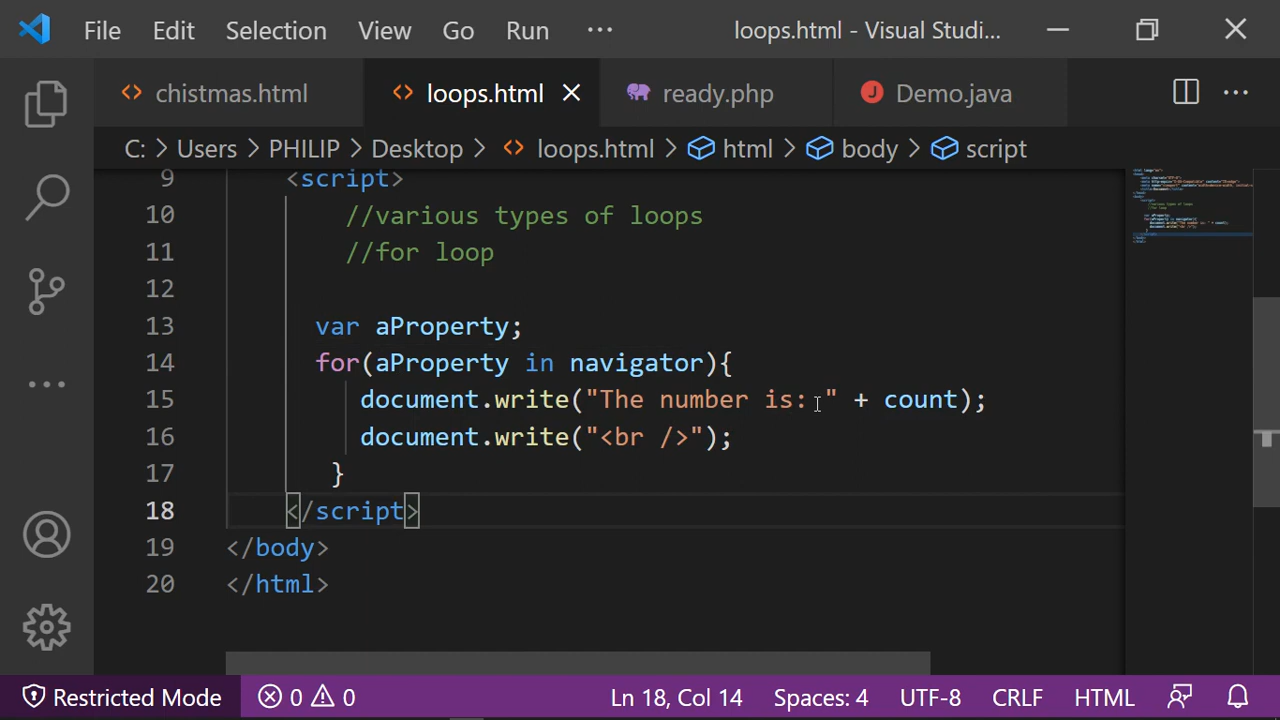 File Edit Selection View Go Run ··· loops.html - Visual Studi...
chistmas.html loops.html ready.php Demo.java
C: > Users > PHILIP > Desktop > loops.html > html > body > script
9 <script>
10 //various types of loops
11 //for loop
12
13 var aProperty;
14 for(aProperty in navigator){
15 document.write("The number is: " + count);
16 document.write("<br />");
17 }
18 </script>
19 </body>
20 </html>
Restricted Mode 0 0 Ln 18, Col 14 Spaces: 4 UTF-8 CRLF HTML